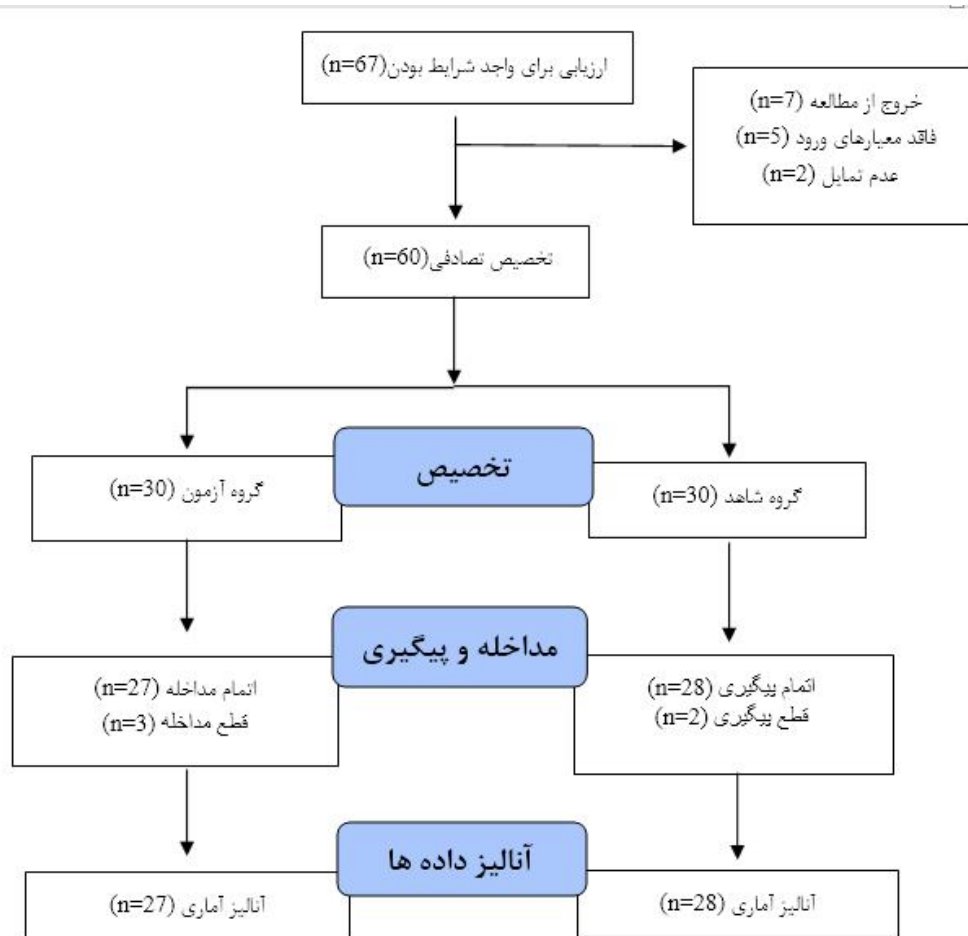 ارزیابی برای واجد شرایط بودن(n=67)
خروج از مطالعه (n=7)
فاقد معیارهای ورود (n=5)
عدم تمایل (n=2)
تخصیص تصادفی(n=60)
تخصیص
گروه شاهد (n=30)
گروه آزمون (n=30)
مداخله و پیگیری
اتمام پیگیری (n=28)
قطع پیگیری (n=2)
اتمام مداخله (n=27)
قطع مداخله (n=3)
آنالیز داده ها
آنالیز آماری (n=28)
آنالیز آماری (n=27)